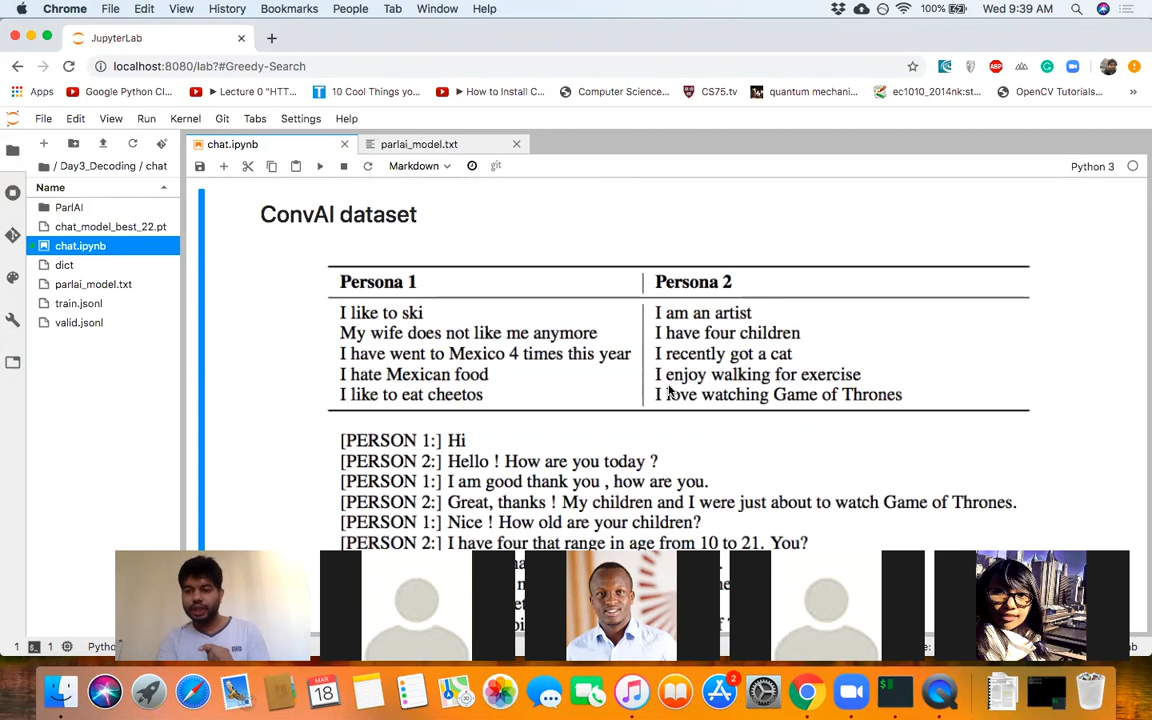 Chrome File Edit View History Bookmarks People Tab Window Help 100% Wed 9:39 AM
JupyterLab
localhost:8080/lab?#Greedy-Search
Apps Google Python Cl... Lecture 0 "HTT... 10 Cool Things yo... How to Install C... Computer Science... CS75.tv quantum mechani... ec1010_2014nk:st... OpenCV Tutorials...
File Edit View Run Kernel Git Tabs Settings Help
chat.ipynb parlai_model.txt
/ Day3_Decoding / chat Markdown git Python 3
Name
ParlAI
chat_model_best_22.pt
chat.ipynb
dict
parlai_model.txt
train.jsonl
valid.jsonl
ConvAI dataset
Persona 1 Persona 2
I like to ski I am an artist
My wife does not like me anymore I have four children
I have went to Mexico 4 times this year I recently got a cat
I hate Mexican food I enjoy walking for exercise
I like to eat cheetos I love watching Game of Thrones
[PERSON 1:] Hi
[PERSON 2:] Hello ! How are you today ?
[PERSON 1:] I am good thank you , how are you.
[PERSON 2:] Great, thanks ! My children and I were just about to watch Game of Thrones.
[PERSON 1:] Nice ! How old are your children?
[PERSON 2:] I have four that range in age from 10 to 21. You?
1 1
MAR
18
2